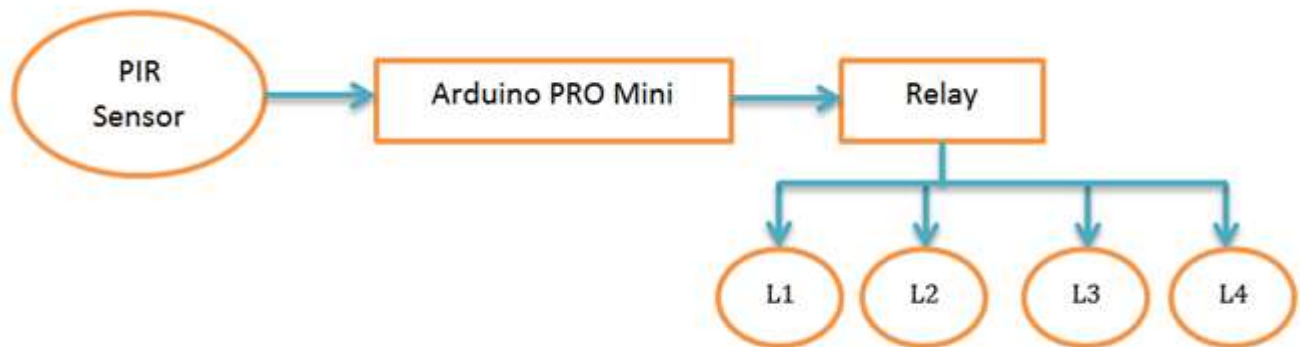 PIR
Sensor
Arduino PRO Mini
Relay
L1
L2
L3
L4